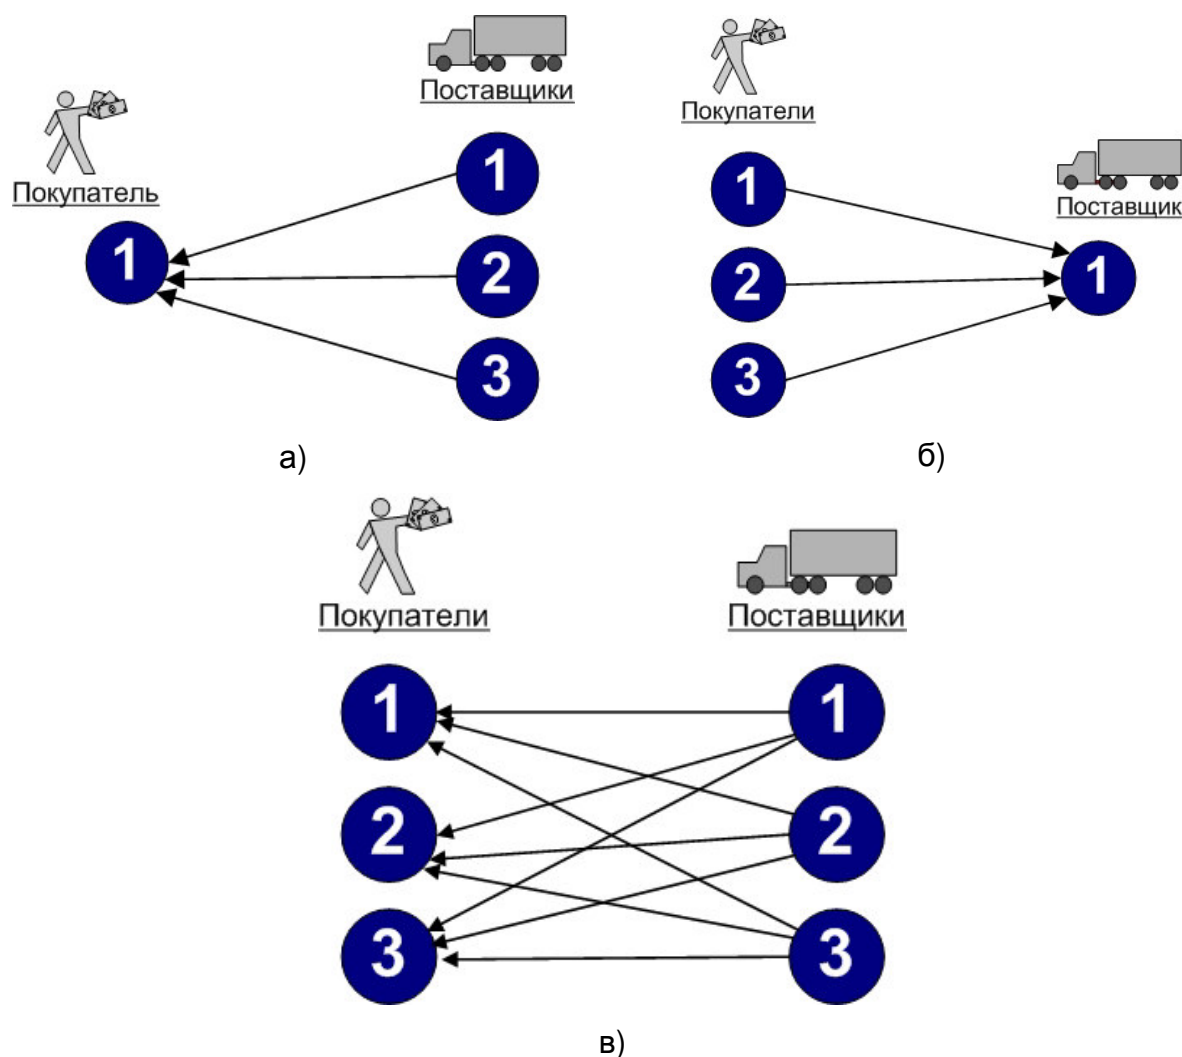 Поставщики
Покупатель
1
1
2
3
а)
Покупатели
Поставщик
1
2
3
1
б)
Покупатели
Поставщики
1
1
2
2
3
3
в)